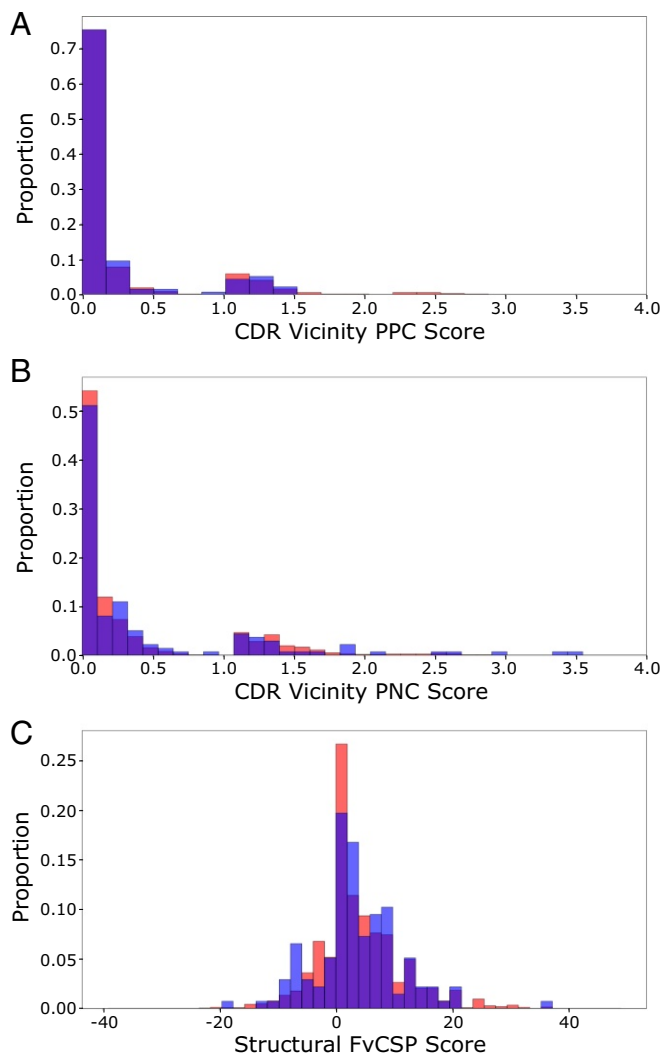 A
Proportion
0.7
0.6
0.5
0.4
0.3
0.2
0.1
0.0
0.0 0.5 1.0 1.5 2.0 2.5 3.0 3.5 4.0
CDR Vicinity PPC Score
B
Proportion
0.5
0.4
0.3
0.2
0.1
0.0
0.0 0.5 1.0 1.5 2.0 2.5 3.0 3.5 4.0
CDR Vicinity PNC Score
C
Proportion
0.25
0.20
0.15
0.10
0.05
0.00
-40 -20 0 20 40
Structural FvCSP Score